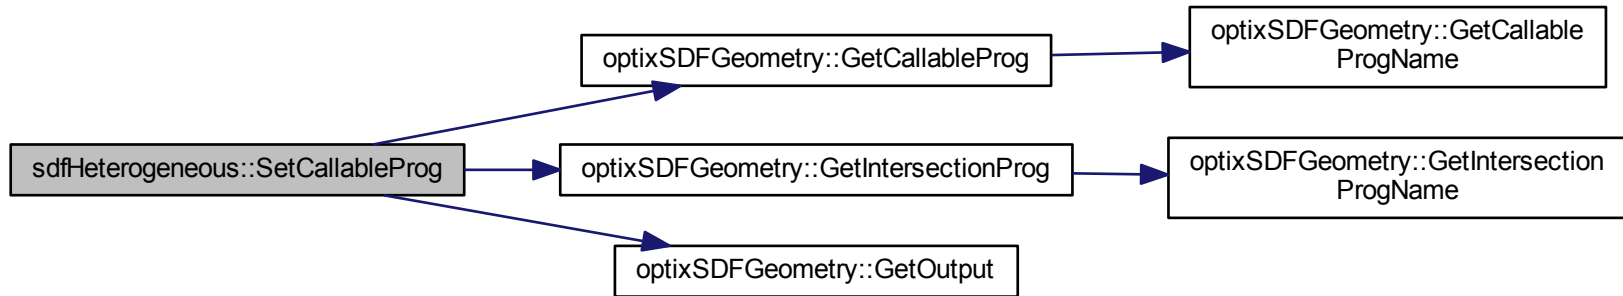 sdfHeterogeneous::SetCallableProg
optixSDFGeometry::GetCallableProg
optixSDFGeometry::GetCallable
ProgName
optixSDFGeometry::GetIntersectionProg
optixSDFGeometry::GetIntersection
ProgName
optixSDFGeometry::GetOutput